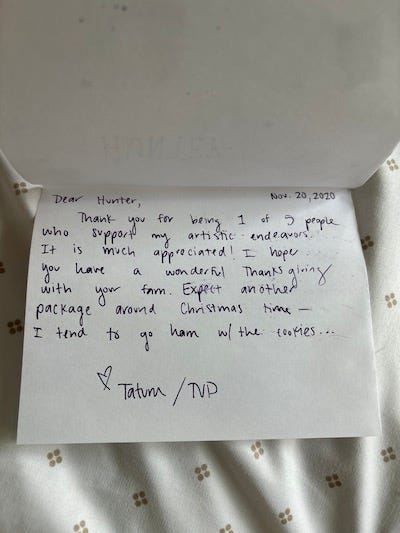 HUNTER
Dear Hunter,
Nov. 20, 2020
Thank you for being 1 of 5 people
who support my artistic endeavors.
It is much appreciated! I hope
you have a wonderful Thanksgiving
with your fam. Expect another
package around Christmas time —
I tend to go ham w/ the cookies...
♡ Tatum / TVP